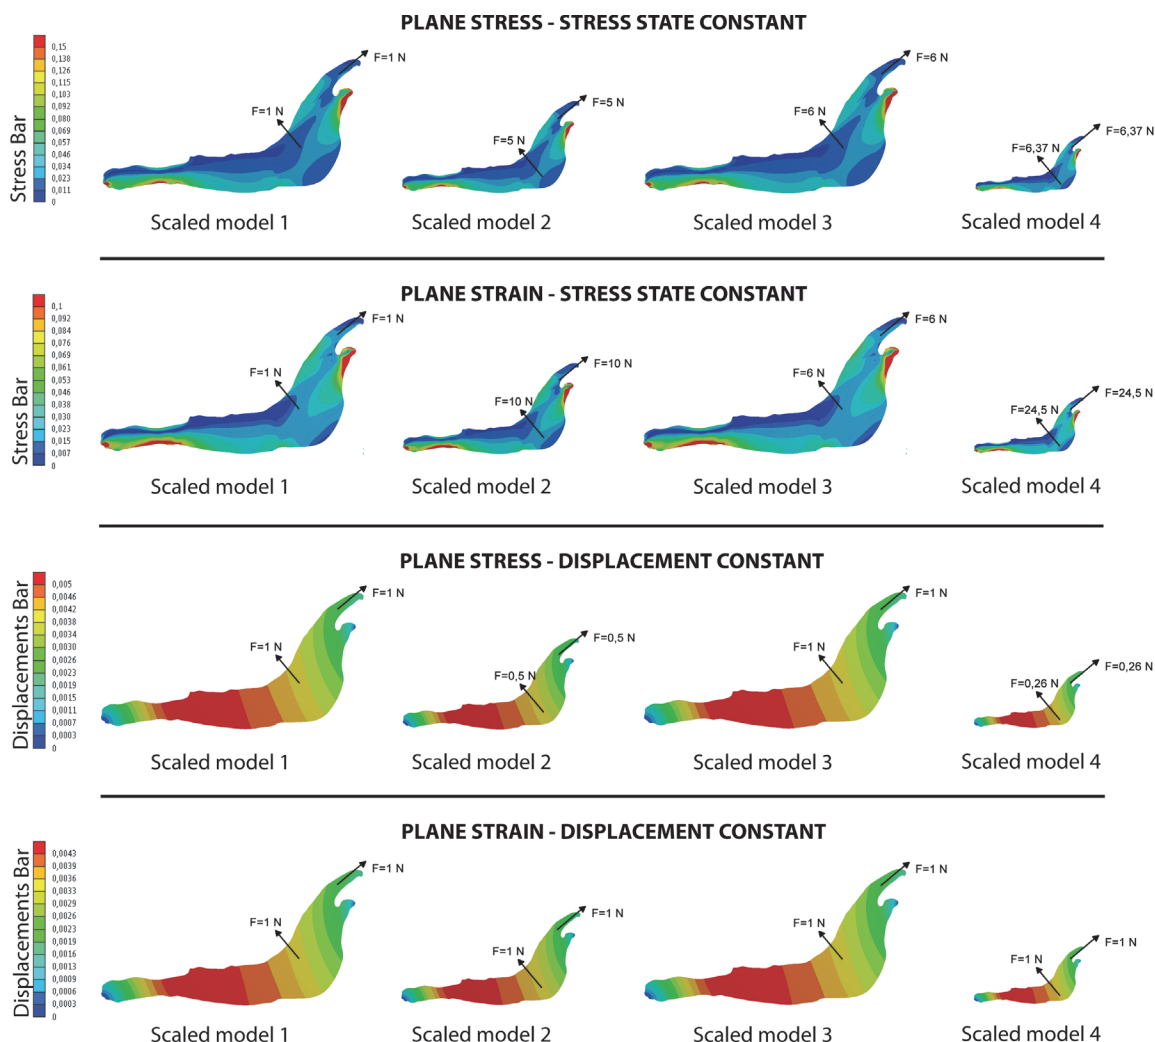 PLANE STRESS - STRESS STATE CONSTANT
Stress Bar
0,15
0,138
0,126
0,115
0,103
0,092
0,080
0,069
0,057
0,046
0,034
0,023
0,011
0
F=1 N
F=1 N
F=5 N
F=5 N
F=6 N
F=6 N
F=6,37 N
F=6,37 N
Scaled model 1
Scaled model 2
Scaled model 3
Scaled model 4
PLANE STRAIN - STRESS STATE CONSTANT
Stress Bar
0,1
0,092
0,084
0,076
0,069
0,061
0,053
0,046
0,038
0,030
0,023
0,015
0,007
0
F=1 N
F=1 N
F=10 N
F=10 N
F=6 N
F=6 N
F=24,5 N
F=24,5 N
Scaled model 1
Scaled model 2
Scaled model 3
Scaled model 4
PLANE STRESS - DISPLACEMENT CONSTANT
Displacements Bar
0,005
0,0046
0,0042
0,0038
0,0034
0,0030
0,0026
0,0023
0,0019
0,0015
0,0011
0,0007
0,0003
0
F=1 N
F=1 N
F=0,5 N
F=0,5 N
F=1 N
F=1 N
F=0,26 N
F=0,26 N
Scaled model 1
Scaled model 2
Scaled model 3
Scaled model 4
PLANE STRAIN - DISPLACEMENT CONSTANT
Displacements Bar
0,0043
0,0039
0,0036
0,0033
0,0029
0,0026
0,0023
0,0019
0,0016
0,0013
0,0009
0,0006
0,0003
0
F=1 N
F=1 N
F=1 N
F=1 N
F=1 N
F=1 N
F=1 N
F=1 N
Scaled model 1
Scaled model 2
Scaled model 3
Scaled model 4